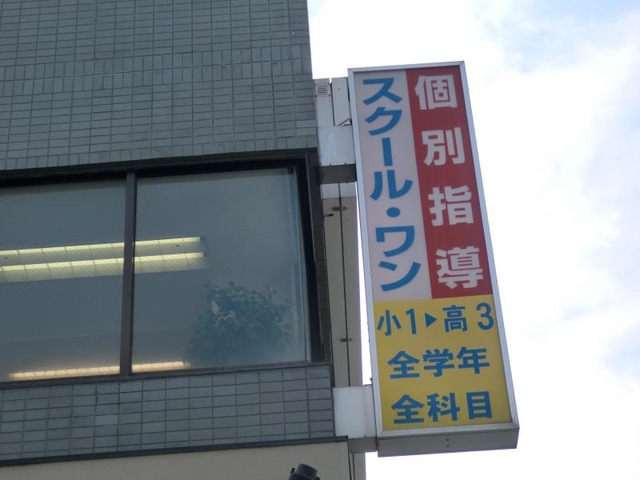 個別指導
スクール・ワン
小1▶高3
全学年
全科目